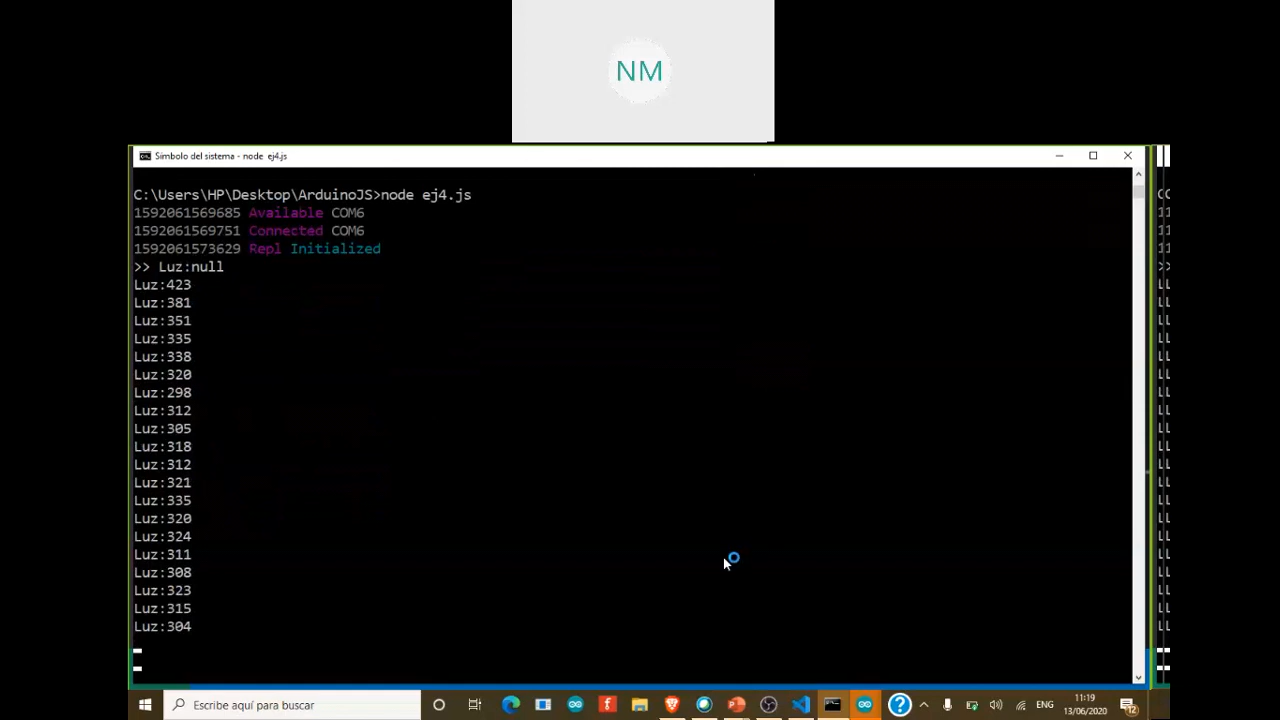 NM
Símbolo del sistema - node ej4.js
C:\Users\HP\Desktop\ArduinoJS>node ej4.js
1592061569685 Available COM6
1592061569751 Connected COM6
1592061573629 Repl Initialized
>> Luz:null
Luz:423
Luz:381
Luz:351
Luz:335
Luz:338
Luz:320
Luz:298
Luz:312
Luz:305
Luz:318
Luz:312
Luz:321
Luz:335
Luz:320
Luz:324
Luz:311
Luz:308
Luz:323
Luz:315
Luz:304
Escribe aquí para buscar
ENG
11:19
13/06/2020
12